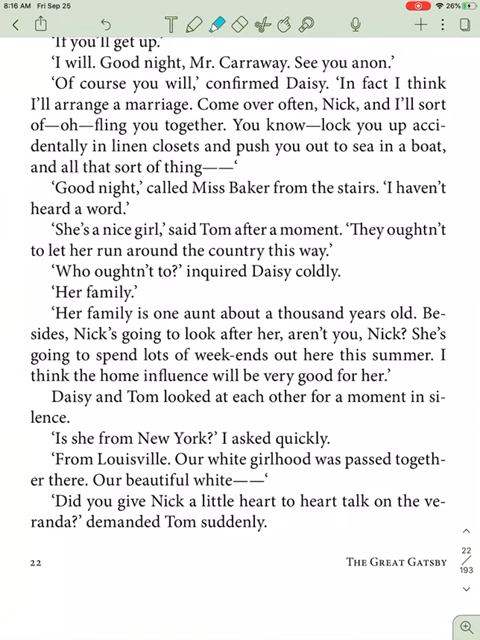 8:16 AM Fri Sep 25
26%
'If you'll get up.'
'I will. Good night, Mr. Carraway. See you anon.'
'Of course you will,' confirmed Daisy. 'In fact I think
I'll arrange a marriage. Come over often, Nick, and I'll sort
of—oh—fling you together. You know—lock you up acci-
dentally in linen closets and push you out to sea in a boat,
and all that sort of thing——'
'Good night,' called Miss Baker from the stairs. 'I haven't
heard a word.'
'She's a nice girl,' said Tom after a moment. 'They oughtn't
to let her run around the country this way.'
'Who oughtn't to?' inquired Daisy coldly.
'Her family.'
'Her family is one aunt about a thousand years old. Be-
sides, Nick's going to look after her, aren't you, Nick? She's
going to spend lots of week-ends out here this summer. I
think the home influence will be very good for her.'
Daisy and Tom looked at each other for a moment in si-
lence.
'Is she from New York?' I asked quickly.
'From Louisville. Our white girlhood was passed togeth-
er there. Our beautiful white——'
'Did you give Nick a little heart to heart talk on the ve-
randa?' demanded Tom suddenly.
22
The Great Gatsby
22
193